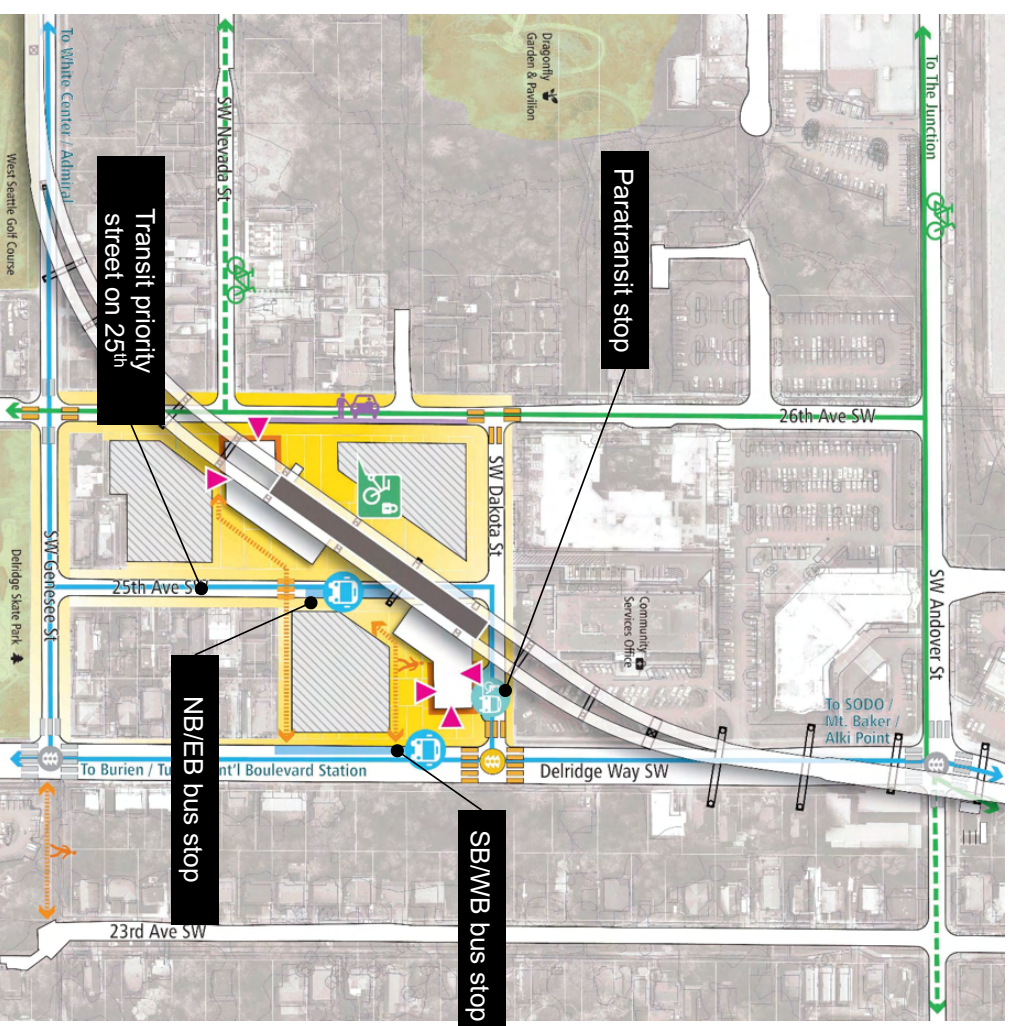 To The Junction
Dragonfly
Garden & Pavilion
To White Center / Admiral
SW Nevada St
West Seattle Golf Course
Paratransit stop
Transit priority
street on 25th
26th Ave SW
SW Dakota St
SW Andover St
SW Genesee St
25th Ave S
Community
Services Office
Delridge Skate Park
To SODO /
Mt. Baker /
Alki Point
NB/EB bus stop
To Burien / Tu nt'l Boulevard Station
Delridge Way SW
SB/WB bus stop
23rd Ave SW